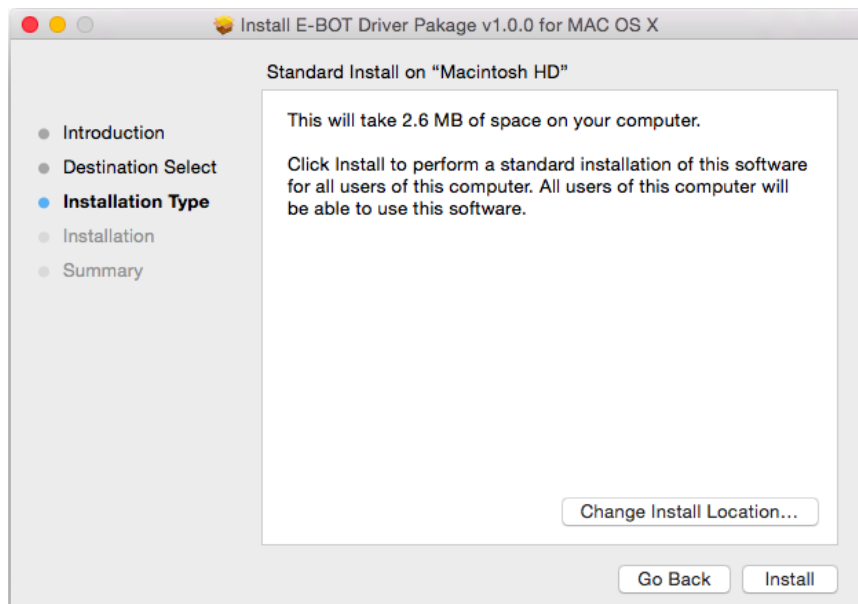 Install E-BOT Driver Pakage v1.0.0 for MAC OS X
Standard Install on “Macintosh HD”
Introduction
Destination Select
Installation Type
Installation
Summary
This will take 2.6 MB of space on your computer.
Click Install to perform a standard installation of this software
for all users of this computer. All users of this computer will
be able to use this software.
Change Install Location...
Go Back
Install